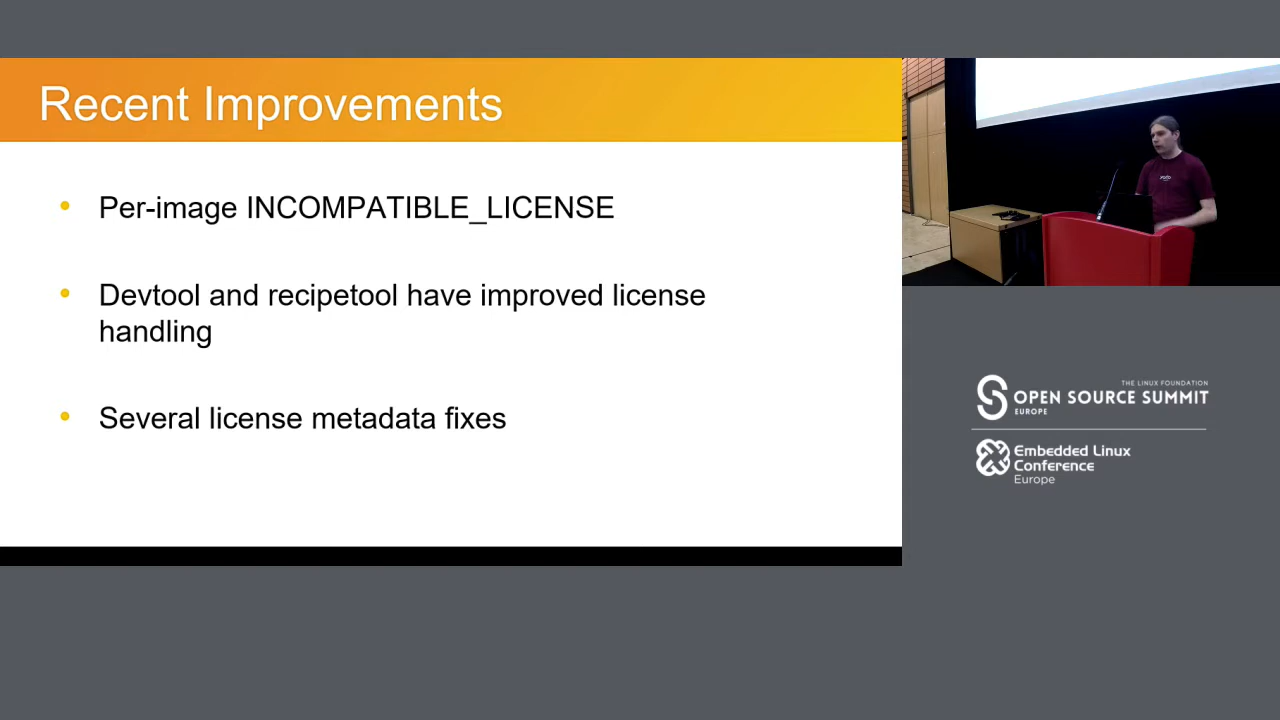 Recent Improvements
• Per-image INCOMPATIBLE_LICENSE
• Devtool and recipetool have improved license
handling
• Several license metadata fixes
THE LINUX FOUNDATION
OPEN SOURCE SUMMIT
EUROPE
Embedded Linux
Conference
Europe